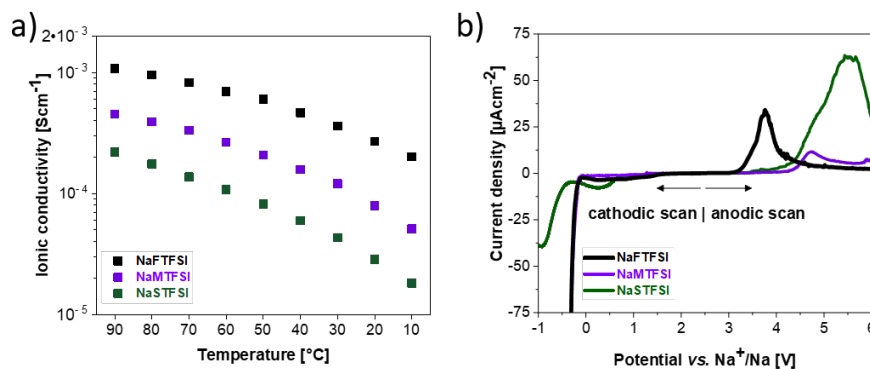 a)
Ionic conductivity [Scm⁻¹]
2•10⁻³
10⁻³
10⁻⁴
10⁻⁵
NaFTFSI
NaMTFSI
NaSTFSI
90 80 70 60 50 40 30 20 10
Temperature [°C]
b)
Current density [µAcm⁻²]
75
50
25
0
-25
-50
-75
cathodic scan | anodic scan
NaFTFSI
NaMTFSI
NaSTFSI
-1 0 1 2 3 4 5 6
Potential vs. Na⁺/Na [V]